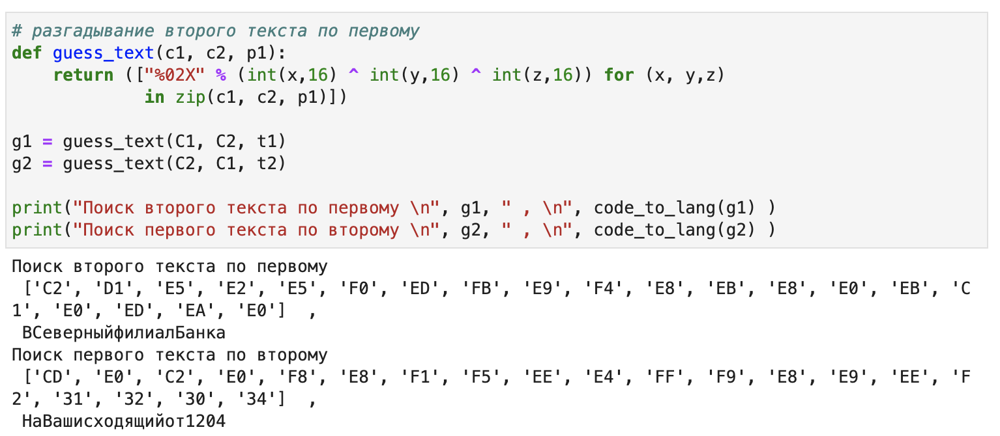 # разгадывание второго текста по первому
def guess_text(c1, c2, p1):
    return (["%02X" % (int(x,16) ^ int(y,16) ^ int(z,16)) for (x, y,z)
             in zip(c1, c2, p1)])

g1 = guess_text(C1, C2, t1)
g2 = guess_text(C2, C1, t2)

print("Поиск второго текста по первому \n", g1, " , \n", code_to_lang(g1) )
print("Поиск первого текста по второму \n", g2, " , \n", code_to_lang(g2) )
Поиск второго текста по первому
 ['C2', 'D1', 'E5', 'E2', 'E5', 'F0', 'ED', 'FB', 'E9', 'F4', 'E8', 'EB', 'E8', 'E0', 'EB', 'C
1', 'E0', 'ED', 'EA', 'E0']  ,
 ВСеверныйфилиалБанка
Поиск первого текста по второму
 ['CD', 'E0', 'C2', 'E0', 'F8', 'E8', 'F1', 'F5', 'EE', 'E4', 'FF', 'F9', 'E8', 'E9', 'EE', 'F
2', '31', '32', '30', '34']  ,
 НаВашисходящийот1204